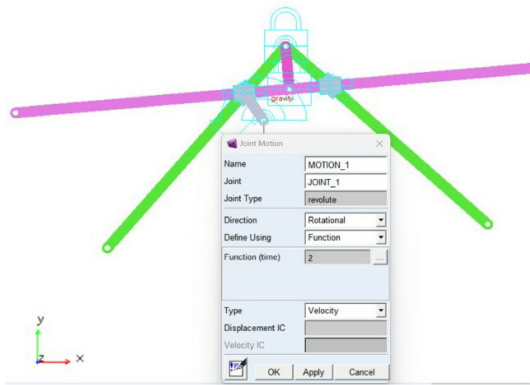 gravity
Joint Motion
Name MOTION_1
Joint JOINT_1
Joint Type revolute
Direction Rotational
Define Using Function
Function (time) 2 ...
Type Velocity
Displacement IC
Velocity IC
OK Apply Cancel
y
z x